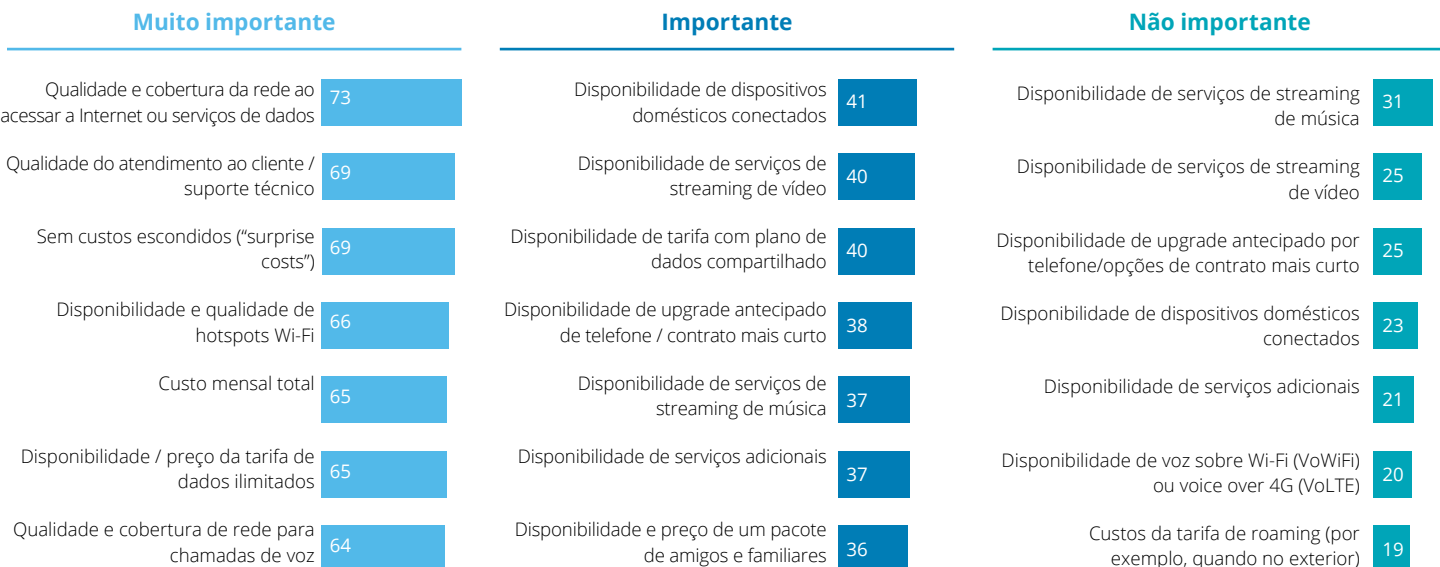 Muito importante
Qualidade e cobertura da rede ao
acessar a Internet ou serviços de dados
73
Qualidade do atendimento ao cliente /
suporte técnico
69
Sem custos escondidos (“surprise
costs”)
69
Disponibilidade e qualidade de
hotspots Wi-Fi
66
Custo mensal total
65
Disponibilidade / preço da tarifa de
dados ilimitados
65
Qualidade e cobertura de rede para
chamadas de voz
64
Importante
Disponibilidade de dispositivos
domésticos conectados
41
Disponibilidade de serviços de
streaming de vídeo
40
Disponibilidade de tarifa com plano de
dados compartilhado
40
Disponibilidade de upgrade antecipado
de telefone / contrato mais curto
38
Disponibilidade de serviços de
streaming de música
37
Disponibilidade de serviços adicionais
37
Disponibilidade e preço de um pacote
de amigos e familiares
36
Não importante
Disponibilidade de serviços de streaming
de música
31
Disponibilidade de serviços de streaming
de vídeo
25
Disponibilidade de upgrade antecipado por
telefone/opções de contrato mais curto
25
Disponibilidade de dispositivos domésticos
conectados
23
Disponibilidade de serviços adicionais
21
Disponibilidade de voz sobre Wi-Fi (VoWiFi)
ou voice over 4G (VoLTE)
20
Custos da tarifa de roaming (por
exemplo, quando no exterior)
19